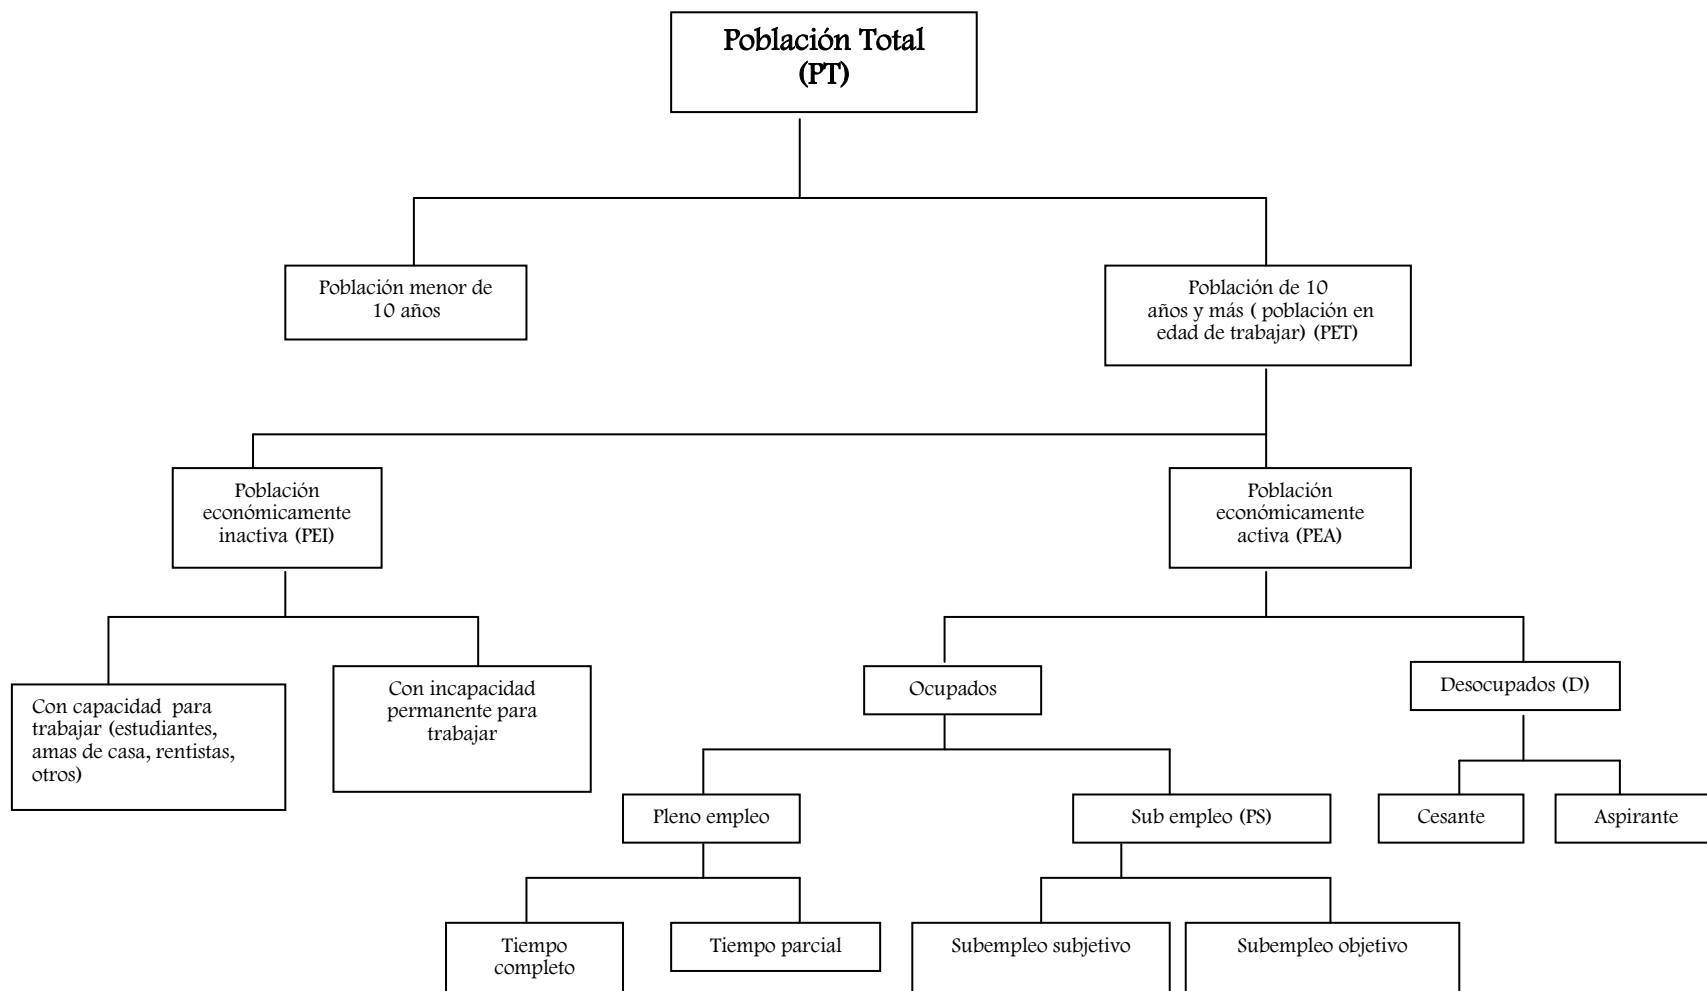 Población Total
(PT)
Población menor de
10 años
Población de 10
años y más ( población en
edad de trabajar) (PET)
Población
económicamente
inactiva (PEI)
Población
económicamente
activa (PEA)
Con capacidad para
trabajar (estudiantes,
amas de casa, rentistas,
otros)
Con incapacidad
permanente para
trabajar
Ocupados
Desocupados (D)
Pleno empleo
Sub empleo (PS)
Cesante
Aspirante
Tiempo
completo
Tiempo parcial
Subempleo subjetivo
Subempleo objetivo